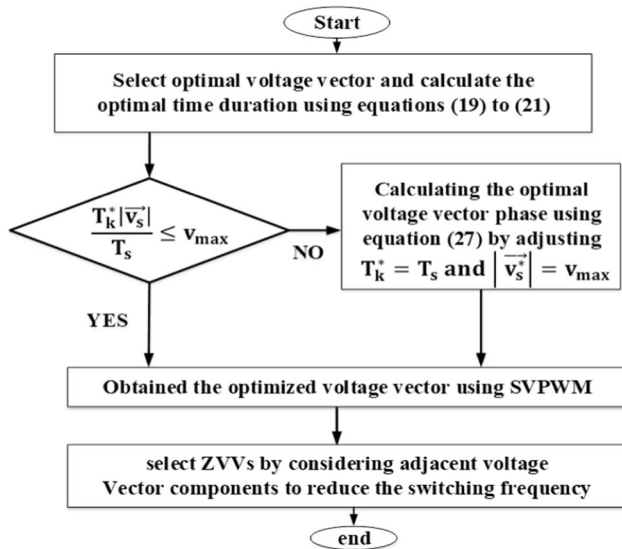 Start
Select optimal voltage vector and calculate the
optimal time duration using equations (19) to (21)
T*k|v⃗s|/Ts ≤ vmax
NO
YES
Calculating the optimal
voltage vector phase using
equation (27) by adjusting
T*k = Ts and |v⃗*s| = vmax
Obtained the optimized voltage vector using SVPWM
select ZVVs by considering adjacent voltage
Vector components to reduce the switching frequency
end